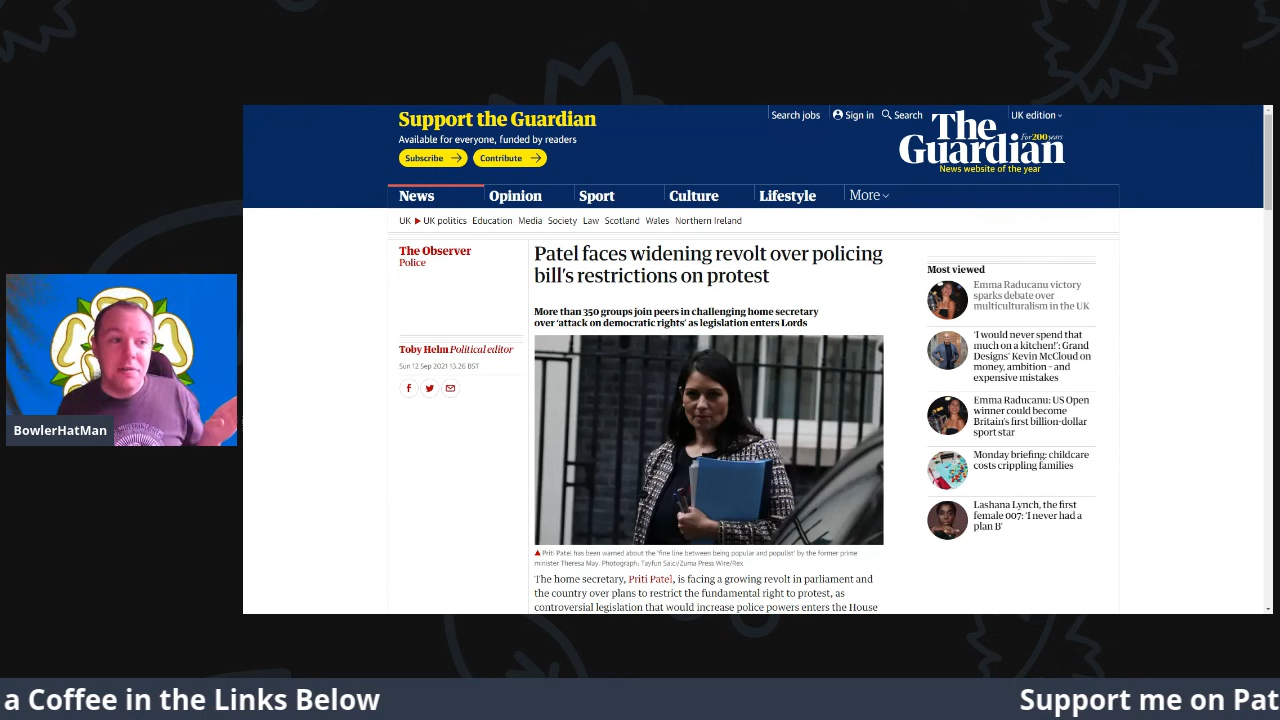 Support the Guardian
Available for everyone, funded by readers
Subscribe
Contribute
Search jobs
Sign in
Search
UK edition
The
Guardian
for 200 years
News website of the year
News
Opinion
Sport
Culture
Lifestyle
More
UK
UK politics
Education
Media
Society
Law
Scotland
Wales
Northern Ireland
The Observer
Police
Patel faces widening revolt over policing
bill's restrictions on protest
More than 350 groups join peers in challenging home secretary
over 'attack on democratic rights' as legislation enters Lords
Toby Helm Political editor
Sun 12 Sep 2021 13.26 BST
Priti Patel has been warned about the 'fine line between being popular and populist' by the former prime
minister Theresa May. Photograph: Tayfun Salci/Zuma Press Wire/Rex
The home secretary, Priti Patel, is facing a growing revolt in parliament and
the country over plans to restrict the fundamental right to protest, as
controversial legislation that would increase police powers enters the House
Most viewed
Emma Raducanu victory
sparks debate over
multiculturalism in the UK
'I would never spend that
much on a kitchen!': Grand
Designs' Kevin McCloud on
money, ambition – and
expensive mistakes
Emma Raducanu: US Open
winner could become
Britain's first billion-dollar
sport star
Monday briefing: childcare
costs crippling families
Lashana Lynch, the first
female 007: 'I never had a
plan B'
BowlerHatMan
a Coffee in the Links Below
Support me on Pat